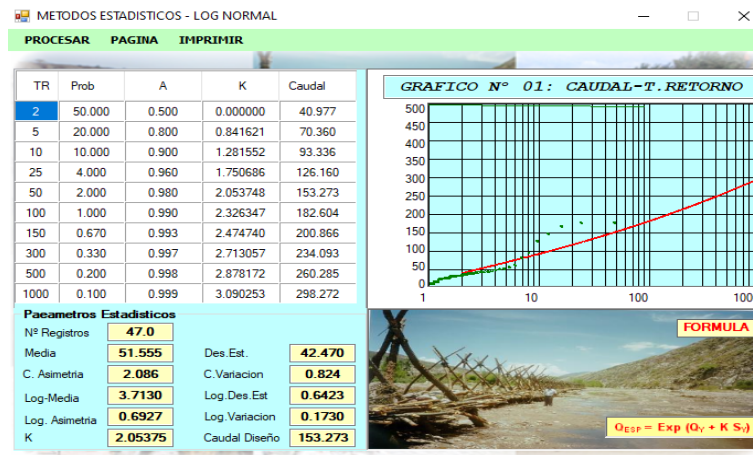 METODOS ESTADISTICOS - LOG NORMAL
PROCESAR PAGINA IMPRIMIR
TR Prob A K Caudal
2 50.000 0.500 0.000000 40.977
5 20.000 0.800 0.841621 70.360
10 10.000 0.900 1.281552 93.336
25 4.000 0.960 1.750686 126.160
50 2.000 0.980 2.053748 153.273
100 1.000 0.990 2.326347 182.604
150 0.670 0.993 2.474740 200.866
300 0.330 0.997 2.713057 234.093
500 0.200 0.998 2.878172 260.285
1000 0.100 0.999 3.090253 298.272
Paeametros Estadisticos
Nº Registros 47.0
Media 51.555 Des.Est. 42.470
C. Asimetria 2.086 C.Variacion 0.824
Log-Media 3.7130 Log.Des.Est 0.6423
Log. Asimetria 0.6927 Log.Variacion 0.1730
K 2.05375 Caudal Diseño 153.273
GRAFICO Nº 01: CAUDAL-T.RETORNO
500
450
400
350
300
250
200
150
100
50
0
1 10 100 100
FORMULA
QESP = Exp (QY + K SY)